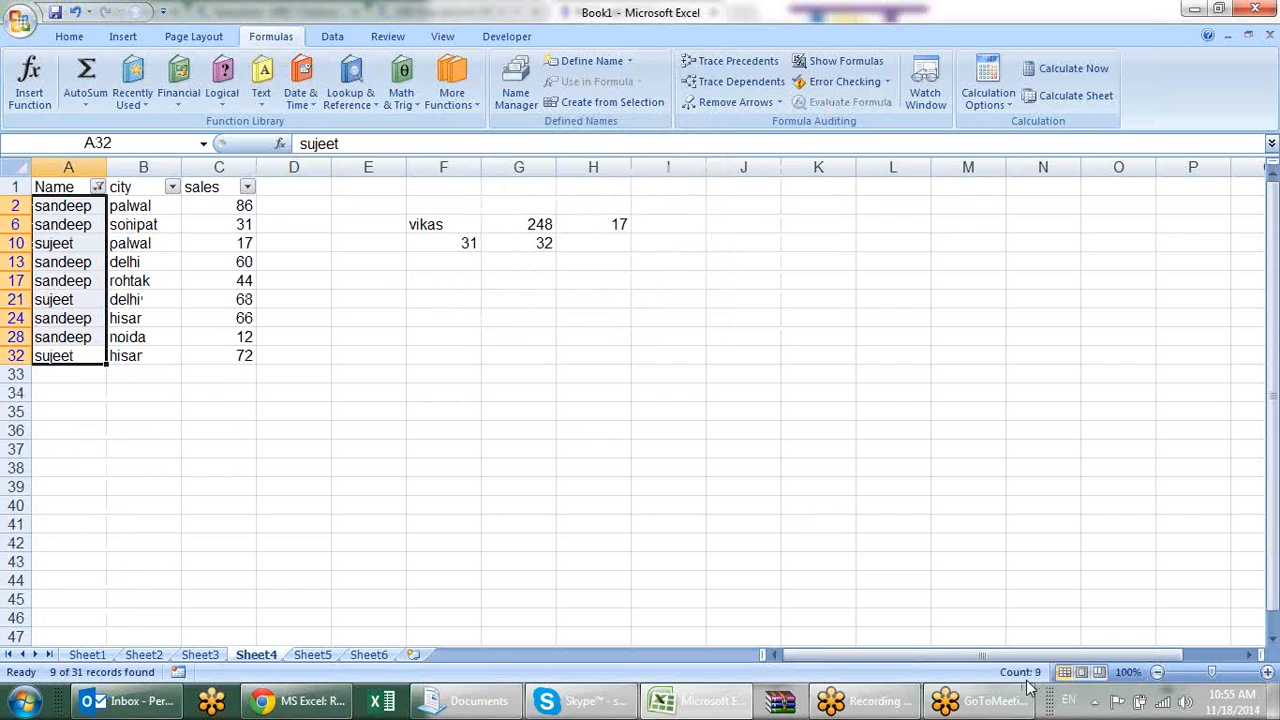 Book1 - Microsoft Excel
Home Insert Page Layout Formulas Data Review View Developer
fx Σ A θ
Insert Function AutoSum Recently Used Financial Logical Text Date & Time Lookup & Reference Math & Trig More Functions
Function Library
Name Manager
Define Name
Use in Formula
Create from Selection
Defined Names
Trace Precedents Show Formulas
Trace Dependents Error Checking
Remove Arrows Evaluate Formula
Watch Window
Formula Auditing
Calculation Options
Calculate Now
Calculate Sheet
Calculation
A32 fx sujeet
A B C D E F G H I J K L M N O P
1 Name city sales
2 sandeep palwal 86
6 sandeep sonipat 31 vikas 248 17
10 sujeet palwal 17 31 32
13 sandeep delhi 60
17 sandeep rohtak 44
21 sujeet delhi 68
24 sandeep hisar 66
28 sandeep noida 12
32 sujeet hisar 72
33
34
35
36
37
38
39
40
41
42
43
44
45
46
47
Sheet1 Sheet2 Sheet3 Sheet4 Sheet5 Sheet6
Ready 9 of 31 records found Count: 9 100%
Inbox - Per... MS Excel: R... Document... Skype™ - s... Microsoft E... Recording ... GoToMeeti... EN 10:55 AM
11/18/2014